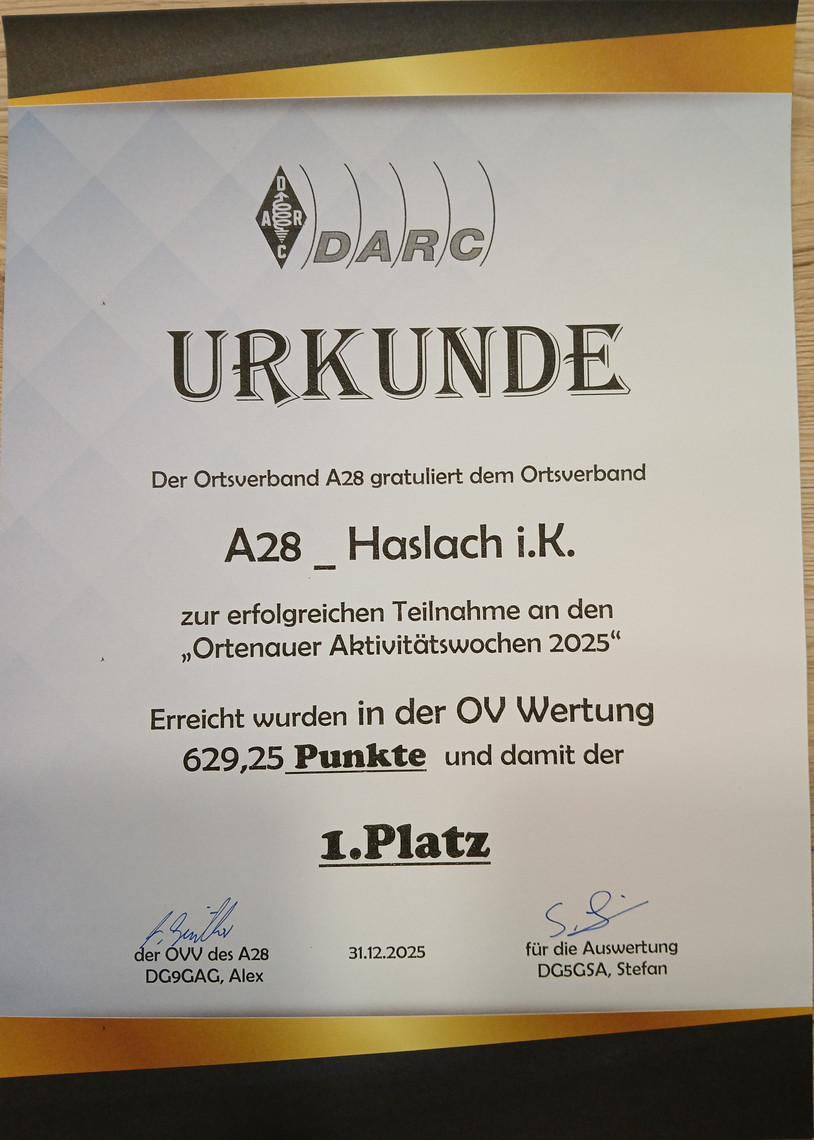 D
A R
C
DARC
URKUNDE
Der Ortsverband A28 gratuliert dem Ortsverband
A28 _ Haslach i.K.
zur erfolgreichen Teilnahme an den
„Ortenauer Aktivitätswochen 2025“
Erreicht wurden in der OV Wertung
629,25 Punkte und damit der
1.Platz
der OVV des A28
DG9GAG, Alex
31.12.2025
für die Auswertung
DG5GSA, Stefan